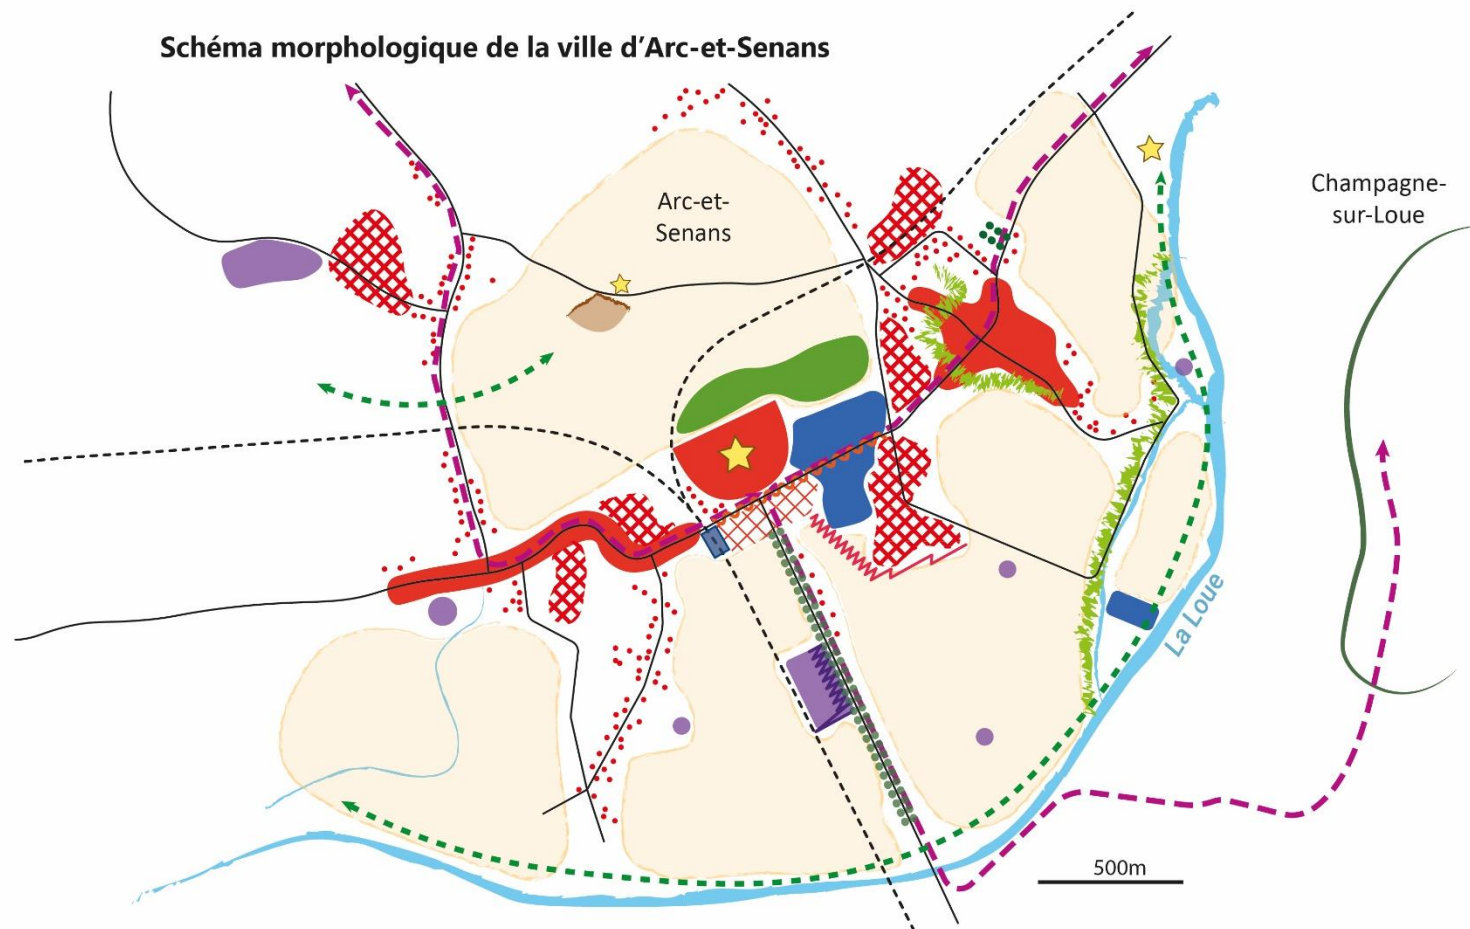 Schéma morphologique de la ville d’Arc-et-Senans
Arc-et-
Senans
Champagne-
sur-Loue
La Loue
500m